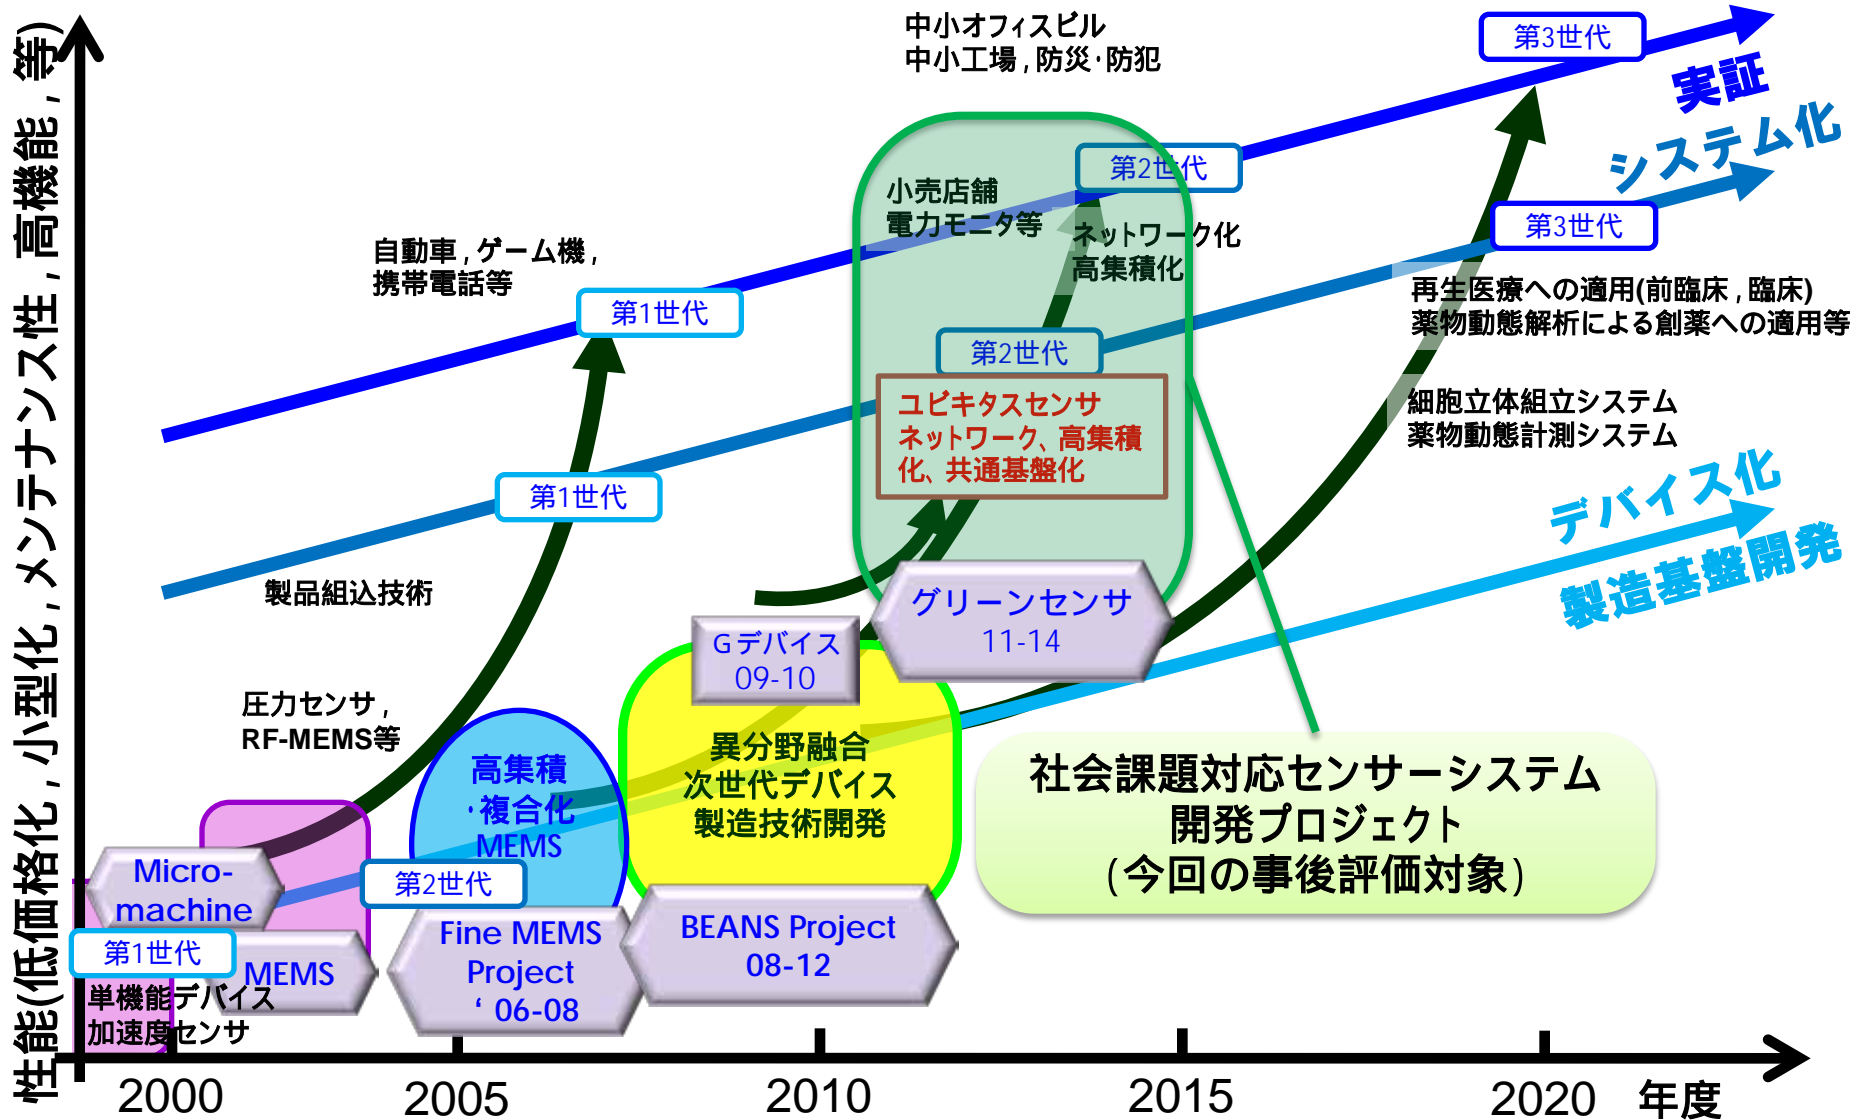 性能(低価格化,小型化,メンテナンス性,高機能,等)
中小オフィスビル
中小工場,防災・防犯
第3世代
実証
システム化
第2世代
小売店舗
電力モニタ等
ネットワーク化
高集積化
第3世代
自動車,ゲーム機,
携帯電話等
第1世代
再生医療への適用(前臨床,臨床)
薬物動態解析による創薬への適用等
第2世代
ユビキタスセンサ
ネットワーク、高集積
化、共通基盤化
細胞立体組立システム
薬物動態計測システム
第1世代
デバイス化
製造基盤開発
製品組込技術
グリーンセンサ
11-14
Gデバイス
09-10
圧力センサ,
RF-MEMS等
高集積
・複合化
MEMS
異分野融合
次世代デバイス
製造技術開発
社会課題対応センサーシステム
開発プロジェクト
(今回の事後評価対象)
Micro-
machine
第2世代
第1世代
MEMS
Fine MEMS
Project
‘ 06-08
BEANS Project
08-12
単機能デバイス
加速度センサ
2000
2005
2010
2015
2020
年度